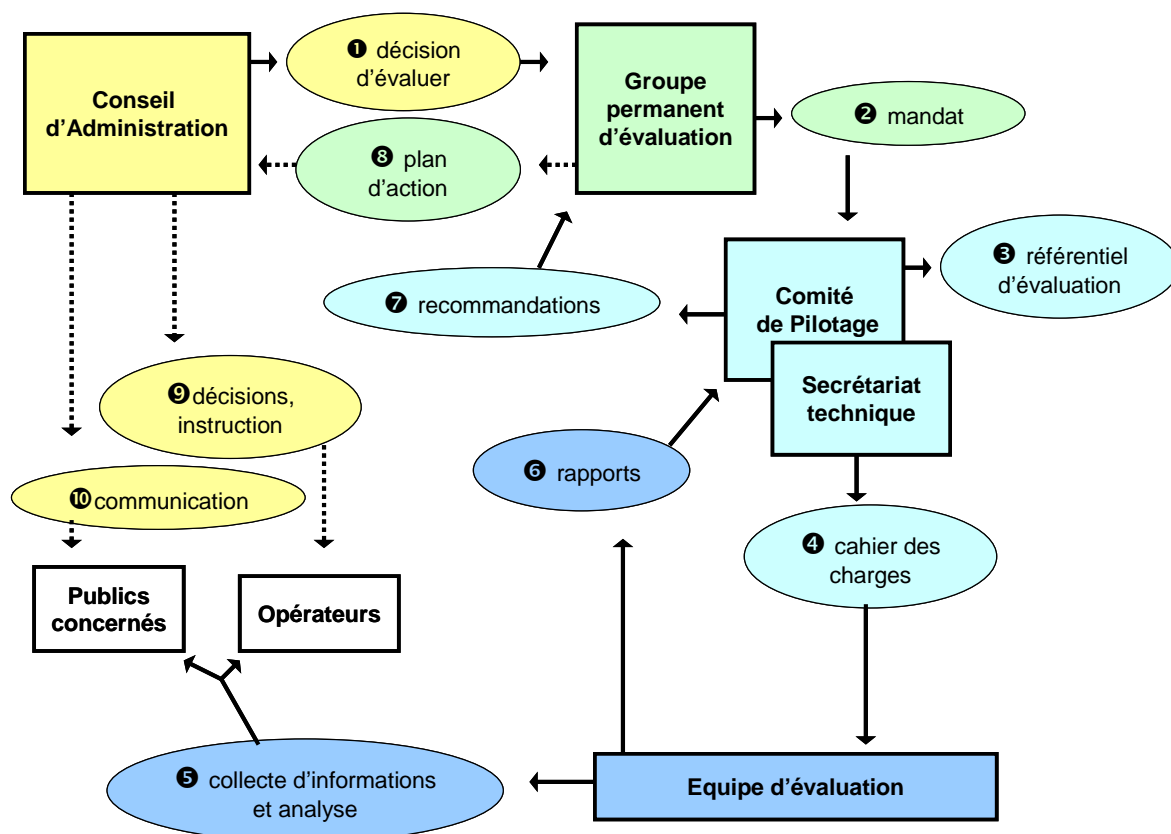 Conseil
d'Administration
❶ décision
d'évaluer
Groupe
permanent
d'évaluation
❷ mandat
❽ plan
d'action
❸ référentiel
d'évaluation
❼ recommandations
Comité
de Pilotage
Secrétariat
technique
❾décisions,
instruction
❻ rapports
❿communication
❹ cahier des
charges
Publics
concernés
Opérateurs
❺ collecte d'informations
et analyse
Equipe d'évaluation